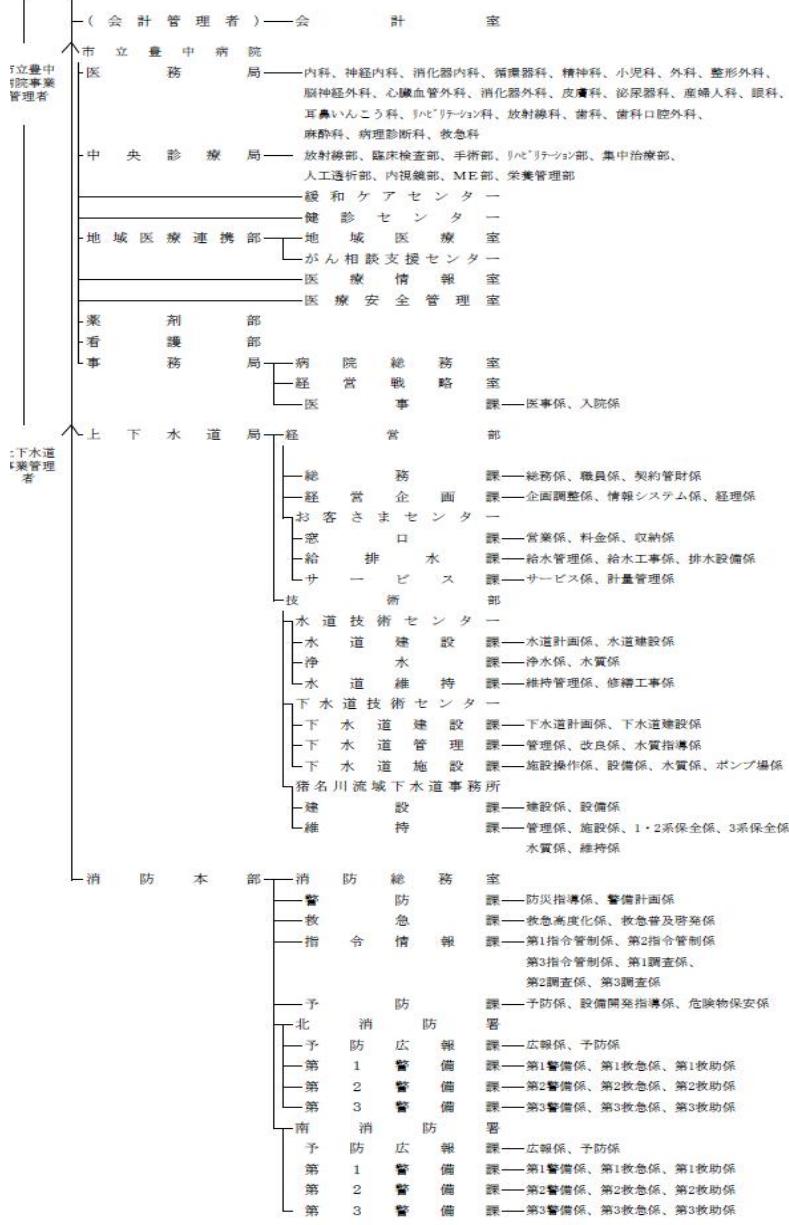 (会計管理者) 会計室
市立豊中病院
市立豊中
病院事業
管理者
医務局 内科、神経内科、消化器内科、循環器科、精神科、小児科、外科、整形外科、
脳神経外科、心臓血管外科、消化器外科、皮膚科、泌尿器科、産婦人科、眼科、
耳鼻いんこう科、ﾘﾊﾋﾞﾘﾃｰｼｮﾝ科、放射線科、歯科、歯科口腔外科、
麻酔科、病理診断科、救急科
中央診療局 放射線部、臨床検査部、手術部、ﾘﾊﾋﾞﾘﾃｰｼｮﾝ部、集中治療部、
人工透析部、内視鏡部、ME部、栄養管理部
緩和ケアセンター
健診センター
地域医療連携部 地域医療室
がん相談支援センター
医療情報室
医療安全管理室
薬剤部
看護部
事務局 病院総務室
経営戦略室
医事課 医事係、入院係
上下水道局 経営部
上下水道
事業管理
者
総務課 総務係、職員係、契約管財係
経営企画課 企画調整係、情報システム係、経理係
お客さまセンター
窓口課 営業係、料金係、収納係
給排水課 給水管理係、給水工事係、排水設備係
サービス課 サービス係、計量管理係
技術部
水道技術センター
水道建設課 水道計画係、水道建設係
浄水課 浄水係、水質係
水道維持課 維持管理係、修繕工事係
下水道技術センター
下水道建設課 下水道計画係、下水道建設係
下水道管理課 管理係、改良係、水質指導係
下水道施設課 施設操作係、設備係、水質係、ポンプ場係
猪名川流域下水道事務所
建設課 建設係、設備係
維持課 管理係、施設係、1・2系保全係、3系保全係
水質係、維持係
消防本部 消防総務室
警防課 防災指導係、警備計画係
救急課 救急高度化係、救急普及啓発係
指令情報課 第1指令管制係、第2指令管制係
第3指令管制係、第1調査係、
第2調査係、第3調査係
予防課 予防係、設備開発指導係、危険物保安係
北消防署
予防広報課 広報係、予防係
第1警備課 第1警備係、第1救急係、第1救助係
第2警備課 第2警備係、第2救急係、第2救助係
第3警備課 第3警備係、第3救急係、第3救助係
南消防署
予防広報課 広報係、予防係
第1警備課 第1警備係、第1救急係、第1救助係
第2警備課 第2警備係、第2救急係、第2救助係
第3警備課 第3警備係、第3救急係、第3救助係